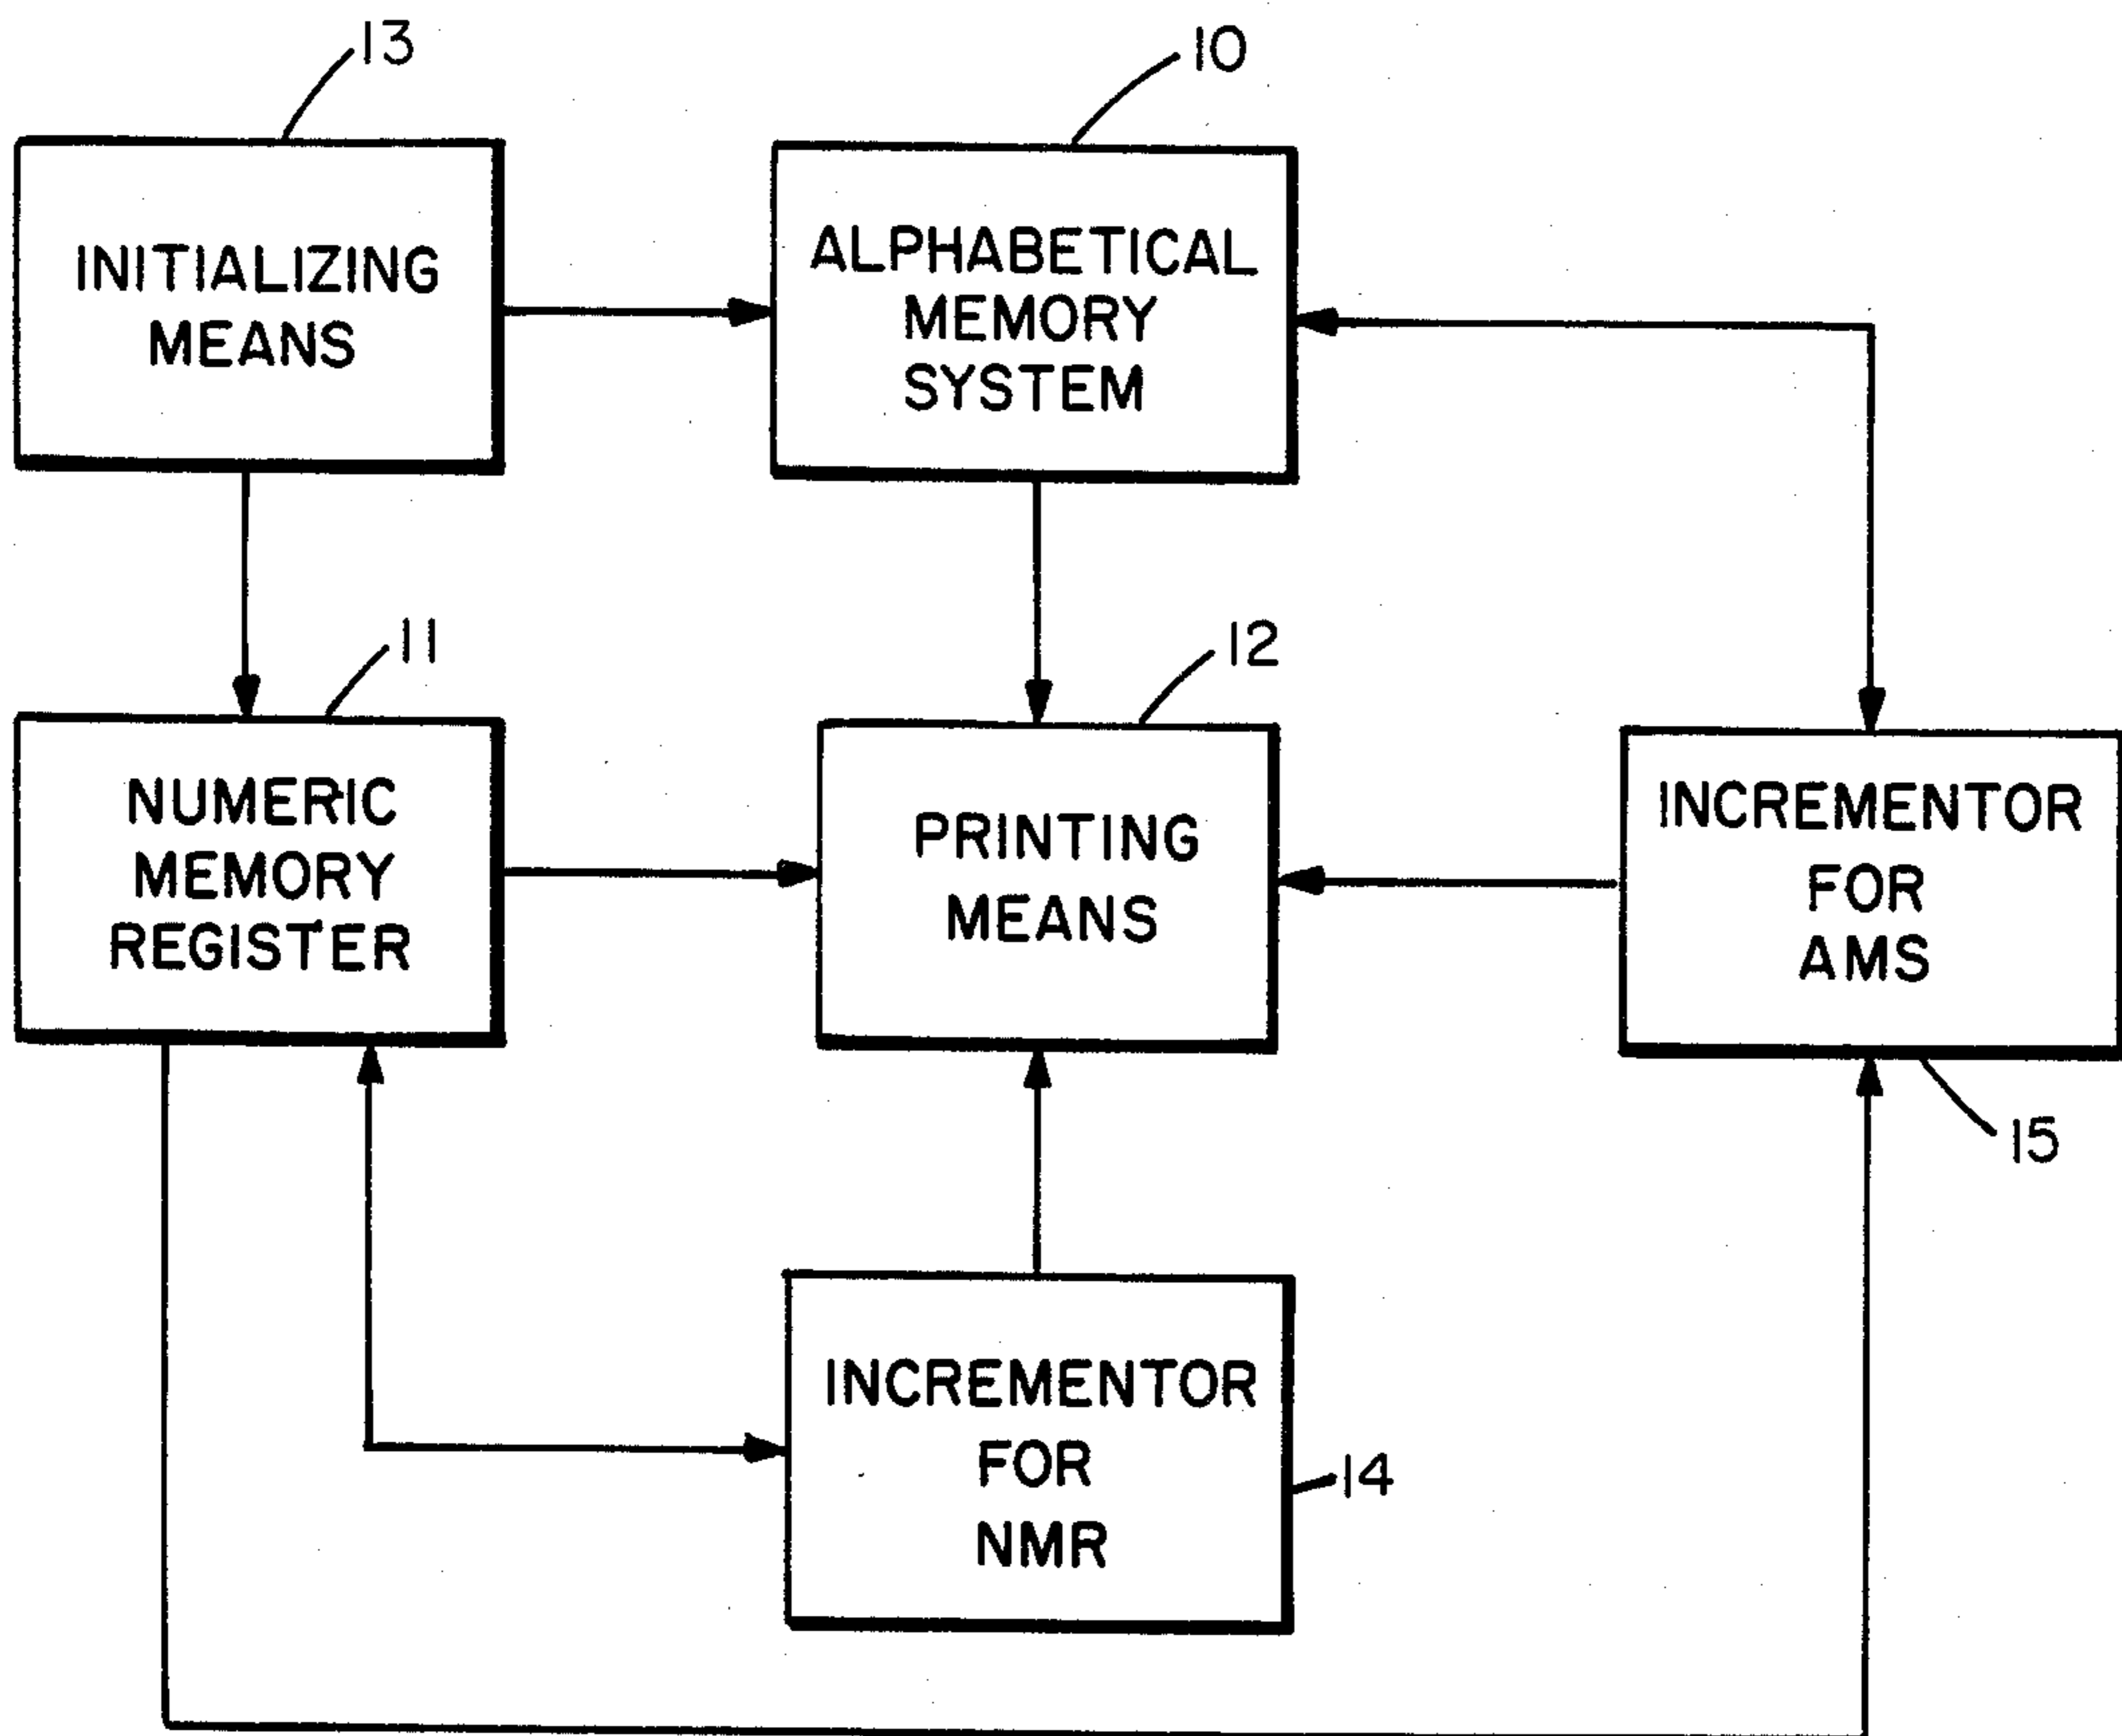 13
10
INITIALIZING
MEANS
ALPHABETICAL
MEMORY
SYSTEM
11
12
NUMERIC
MEMORY
REGISTER
PRINTING
MEANS
INCREMENTOR
FOR
AMS
15
INCREMENTOR
FOR
NMR
14